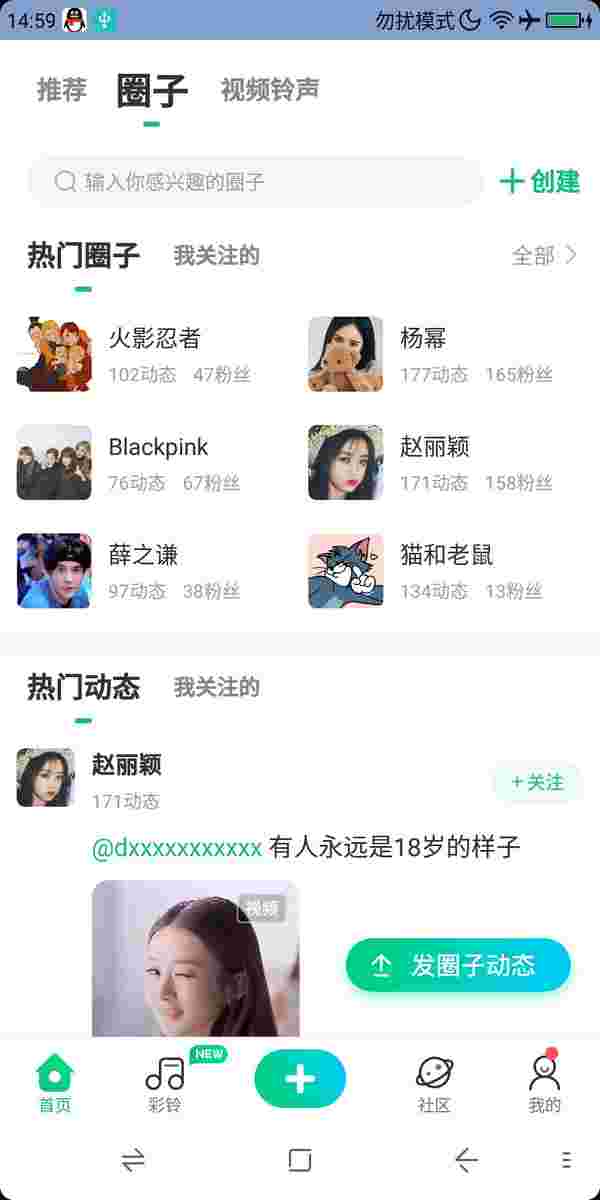 14:59 勿扰模式
推荐 圈子 视频铃声
输入你感兴趣的圈子 创建
热门圈子 我关注的 全部
火影忍者 杨幂
102动态 47粉丝 177动态 165粉丝
Blackpink 赵丽颖
76动态 67粉丝 171动态 158粉丝
薛之谦 猫和老鼠
97动态 38粉丝 134动态 13粉丝
热门动态 我关注的
赵丽颖
+关注
171动态
@dxxxxxxxxxxx 有人永远是18岁的样子
视频
发圈子动态
NEW
首页 彩铃 社区 我的